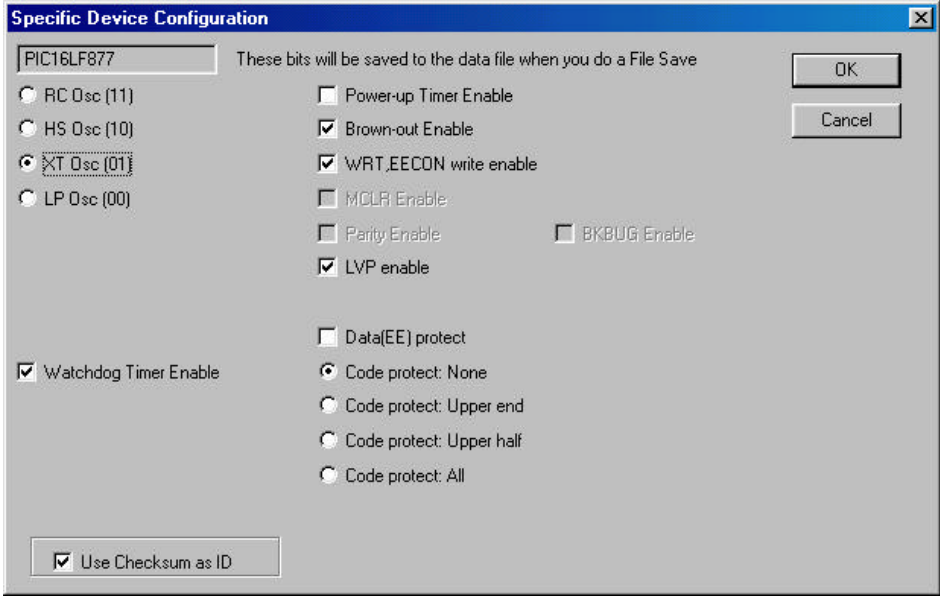 Specific Device Configuration
PIC16LF877 These bits will be saved to the data file when you do a File Save
OK
RC Osc (11) Power-up Timer Enable
HS Osc (10) Brown-out Enable Cancel
XT Osc (01) WRT,EECON write enable
LP Osc (00) MCLR Enable
Parity Enable BKBUG Enable
LVP enable
Data(EE) protect
Watchdog Timer Enable Code protect: None
Code protect: Upper end
Code protect: Upper half
Code protect: All
Use Checksum as ID